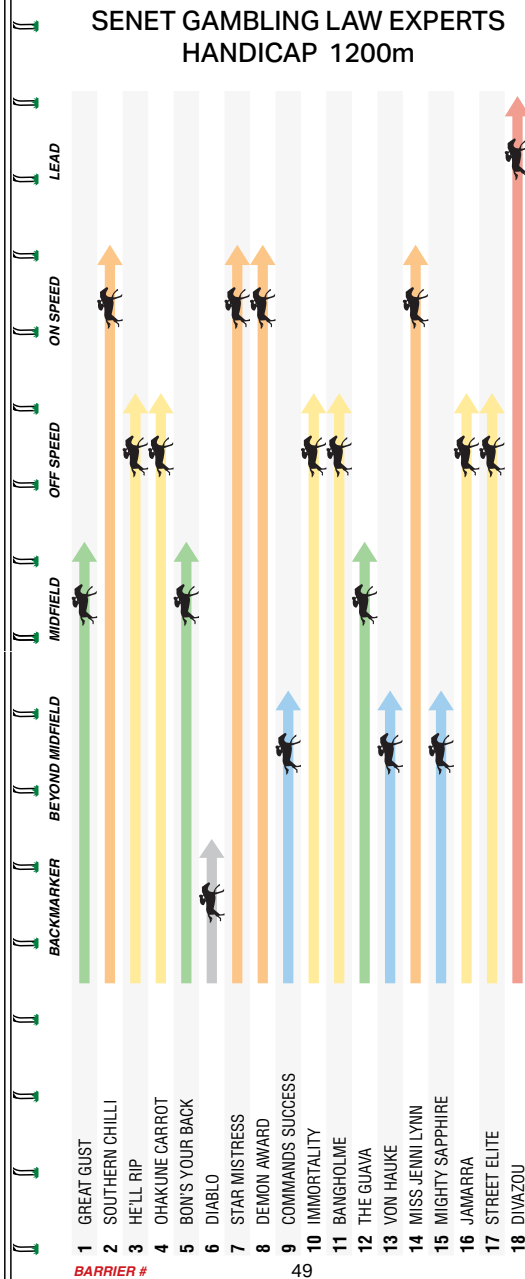 SENET GAMBLING LAW EXPERTS
HANDICAP 1200m
LEAD
ON SPEED
OFF SPEED
MIDFIELD
BEYOND MIDFIELD
BACKMARKER
1 GREAT GUST
2 SOUTHERN CHILLI
3 HE'LL RIP
4 OHAKUNE CARROT
5 BON'S YOUR BACK
6 DIABLO
7 STAR MISTRESS
8 DEMON AWARD
9 COMMANDS SUCCESS
10 IMMORTALITY
11 BANGHOLME
12 THE GUAVA
13 VON HAUKE
14 MISS JENNI LYNN
15 MIGHTY SAPPHIRE
16 JAMARRA
17 STREET ELITE
18 DIVAZOU
BARRIER #
49